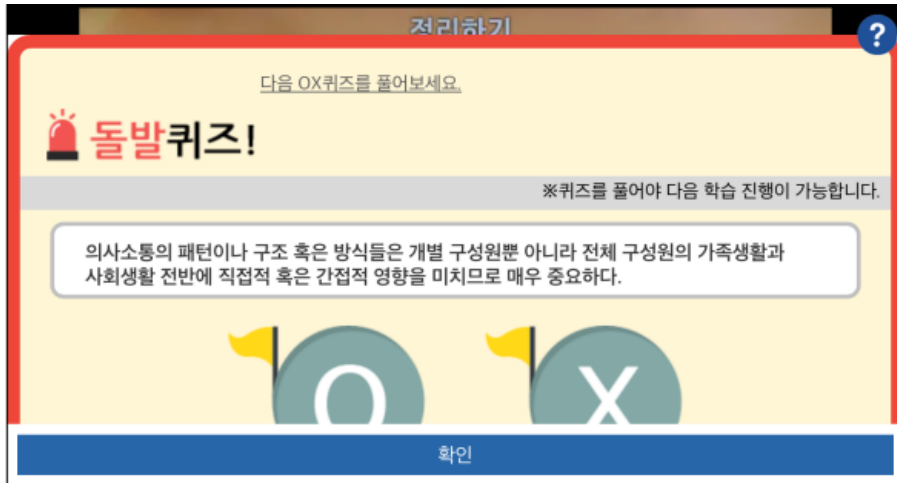 정리하기
?
다음 OX퀴즈를 풀어보세요.
돌발퀴즈!
※퀴즈를 풀어야 다음 학습 진행이 가능합니다.
의사소통의 패턴이나 구조 혹은 방식들은 개별 구성원뿐 아니라 전체 구성원의 가족생활과
사회생활 전반에 직접적 혹은 간접적 영향을 미치므로 매우 중요하다.
O X
확인